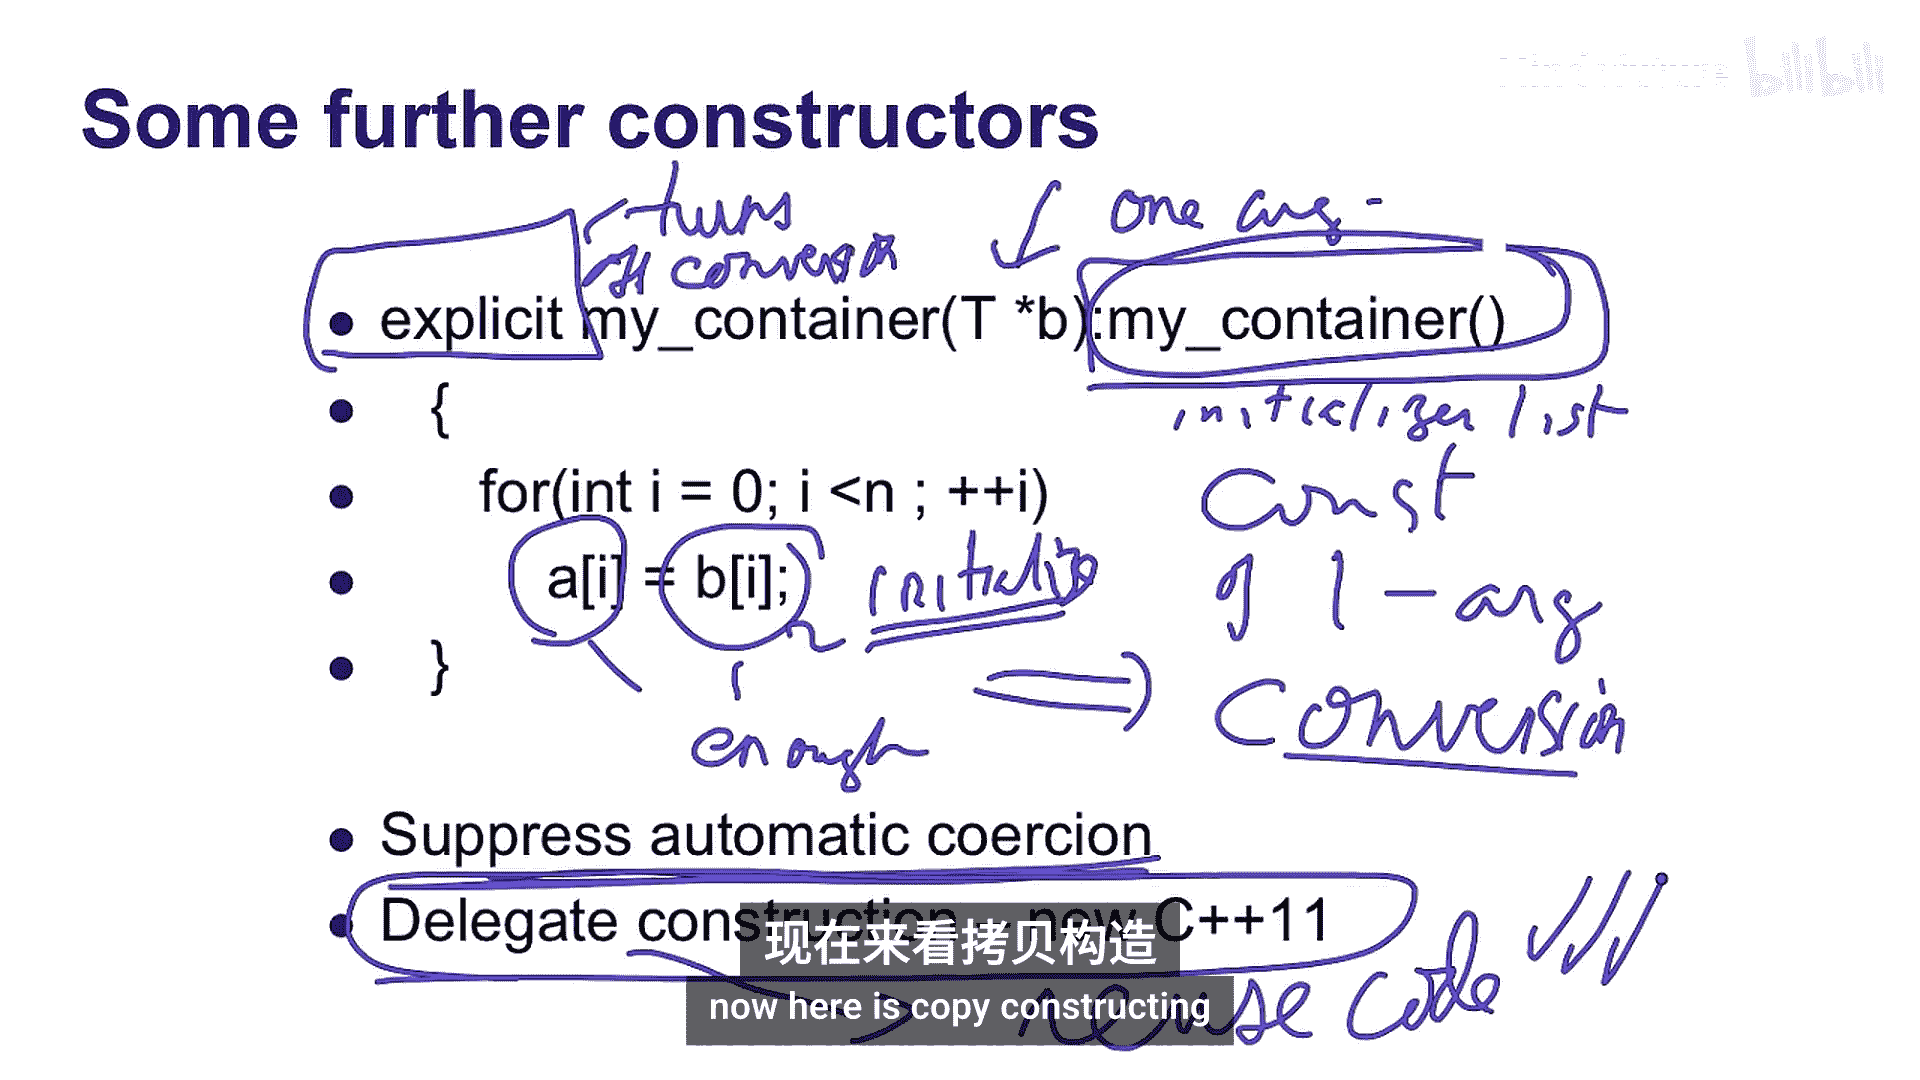 bilibili
Some further constructors
turns
off conversion
one arg -
• explicit my_container(T *b):my_container()
initializer list
• {
• for(int i = 0; i <n ; ++i)
const
• a[i] = b[i];
initialize
of 1 - arg
• }
enough
conversion
• Suppress automatic coercion
• Delegate construction - new C++11
reuse code
现在来看拷贝构造
now here is copy constructing